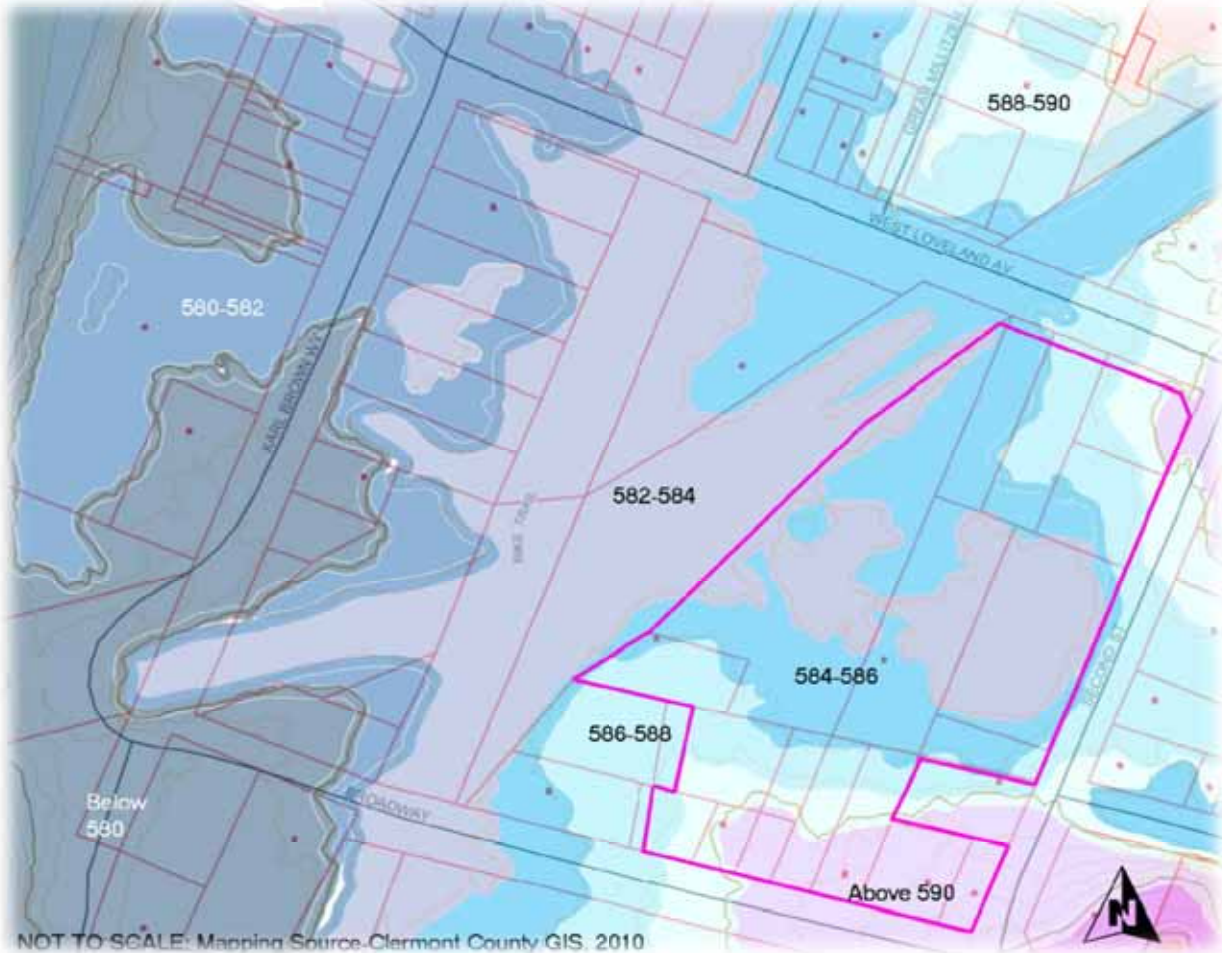 588-590
WEST LOVELAND AV
580-582
KARL BROWN WY
582-584
BIKE TRAIL
584-586
SECOND ST
586-588
Below
580
BROADWAY
Above 590
N
NOT TO SCALE: Mapping Source-Clermont County GIS, 2010